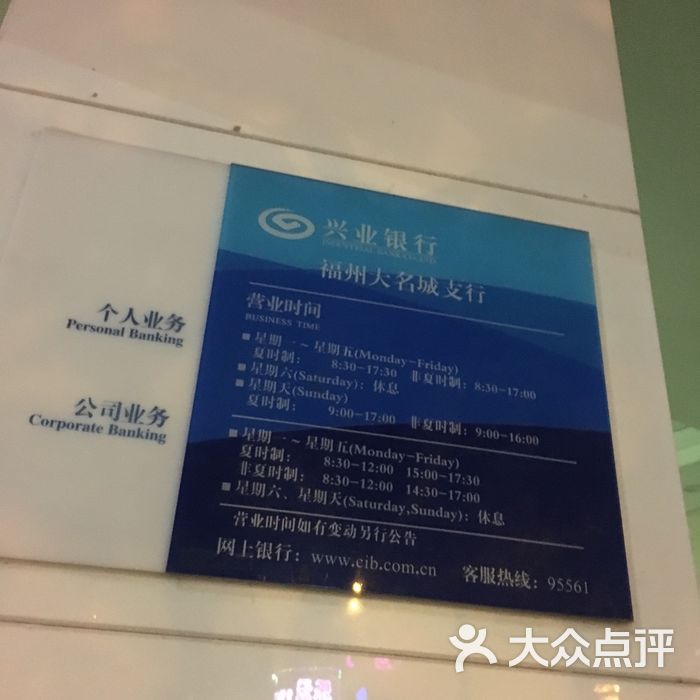 兴业银行
INDUSTRIAL BANK CO.,LTD.
福州大名城支行
营业时间
BUSINESS TIME
个人业务
Personal Banking
■ 星期一~星期五(Monday-Friday)
夏时制: 8:30-17:30 非夏时制: 8:30-17:00
■ 星期六(Saturday): 休息
■ 星期天(Sunday)
夏时制: 9:00-17:00 非夏时制: 9:00-16:00
公司业务
Corporate Banking
■ 星期一~星期五(Monday-Friday)
夏时制: 8:30-12:00 15:00-17:30
非夏时制: 8:30-12:00 14:30-17:00
■ 星期六、星期天(Saturday,Sunday): 休息
营业时间如有变动另行公告
网上银行: www.cib.com.cn 客服热线: 95561
大众点评